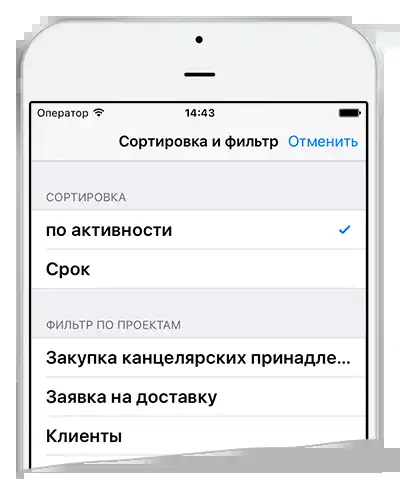 Оператор 14:43
Сортировка и фильтр Отменить
СОРТИРОВКА
по активности
Срок
ФИЛЬТР ПО ПРОЕКТАМ
Закупка канцелярских принадле...
Заявка на доставку
Клиенты